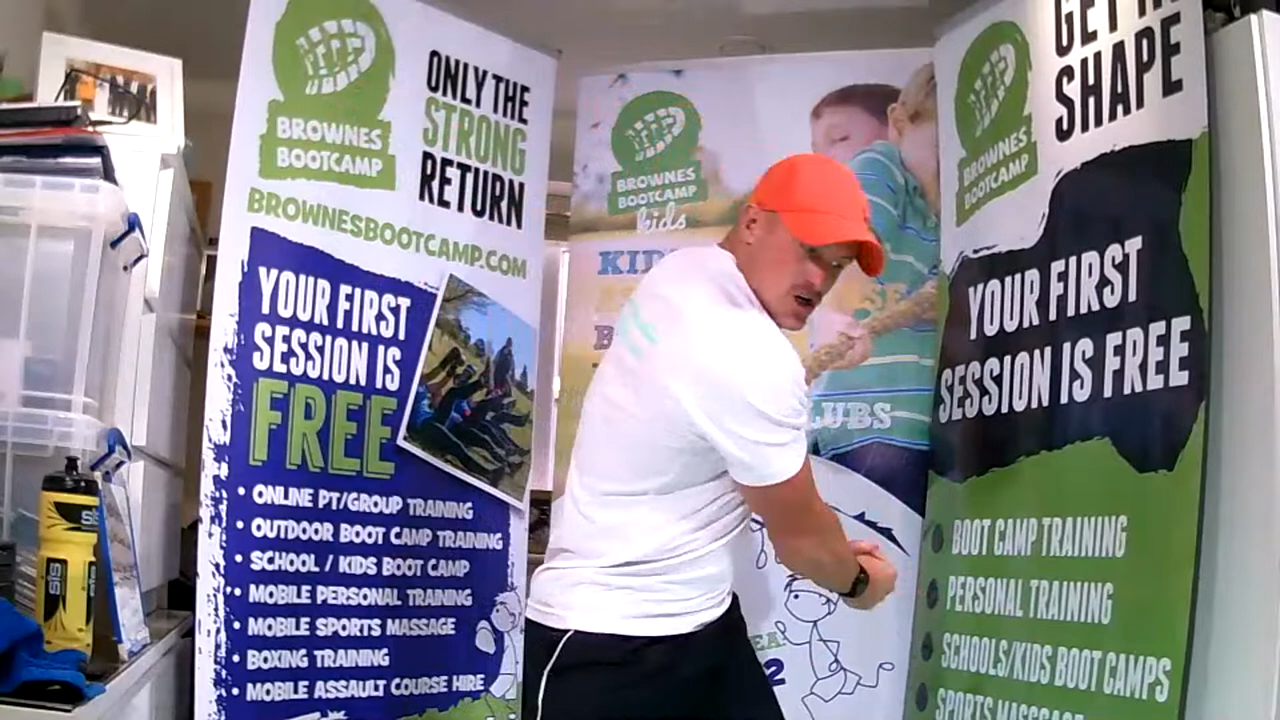 BROWNES
BOOTCAMP
ONLY THE
STRONG
RETURN
BROWNESBOOTCAMP.COM
YOUR FIRST
SESSION IS
FREE
• ONLINE PT/GROUP TRAINING
• OUTDOOR BOOT CAMP TRAINING
• SCHOOL / KIDS BOOT CAMP
• MOBILE PERSONAL TRAINING
• MOBILE SPORTS MASSAGE
• BOXING TRAINING
• MOBILE ASSAULT COURSE HIRE
SiS
BROWNES
BOOTCAMP
kids
LUBS
2
BROWNES
BOOTCAMP
SHAPE
YOUR FIRST
SESSION IS FREE
BOOT CAMP TRAINING
PERSONAL TRAINING
SCHOOLS/KIDS BOOT CAMPS
SPORTS MASSAGE